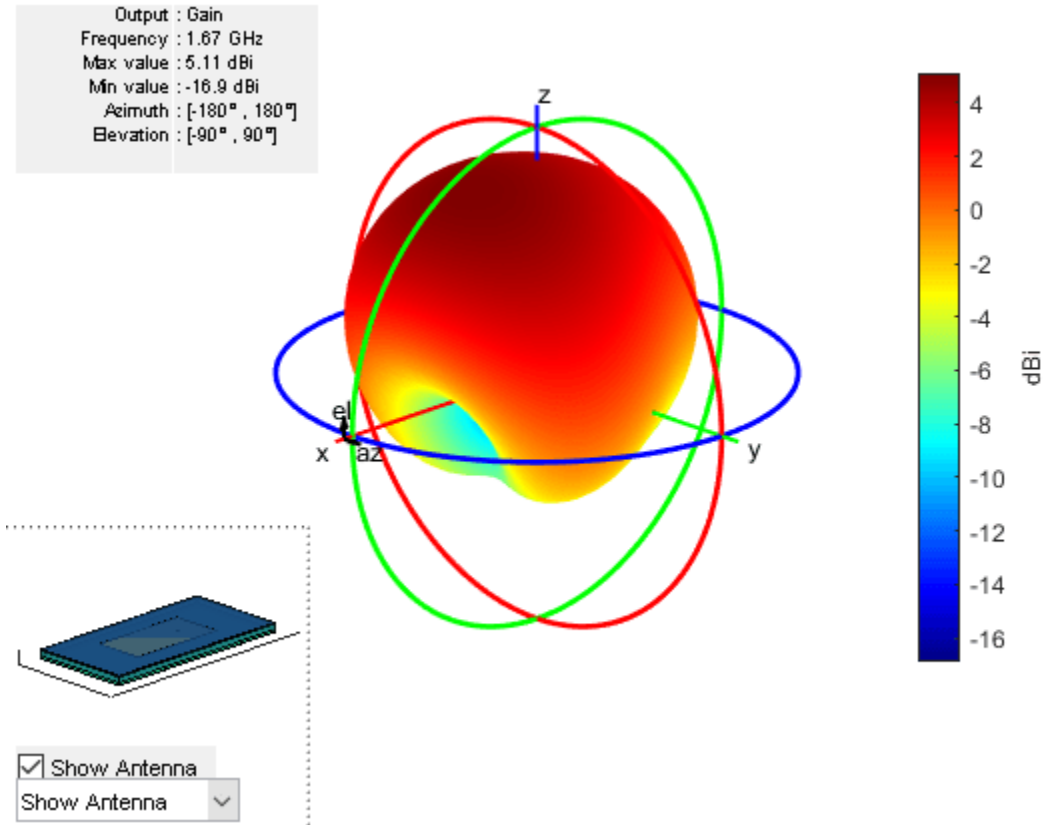 Output : Gain
Frequency : 1.67 GHz
Max value : 5.11 dBi
Min value : -16.9 dBi
Azimuth : [-180° , 180°]
Elevation : [-90° , 90°]
z
4
2
0
-2
-4
-6
-8
-10
-12
-14
-16
dBi
el
x
az
y
Show Antenna
Show Antenna